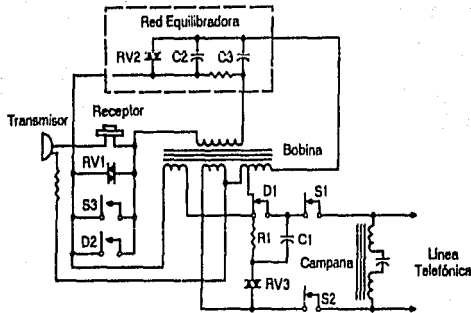 Red Equilibradora
RV2
C2
C3
Receptor
Transmisor
Bobina
RV1
D1
S1
S3
R1
C1
D2
Campana
Línea
Telefónica
RV3
S2